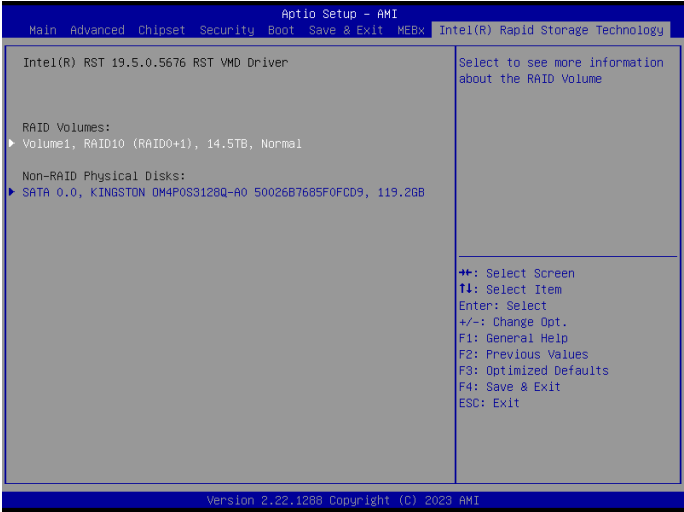 Aptio Setup - AMI
Main Advanced Chipset Security Boot Save & Exit MEBx Intel(R) Rapid Storage Technology
Intel(R) RST 19.5.0.5676 RST VMD Driver
RAID Volumes:
Volume1, RAID10 (RAID0+1), 14.5TB, Normal
Non-RAID Physical Disks:
SATA 0.0, KINGSTON OM4P0S3128Q-A0 50026B7685F0FCD9, 119.2GB
Select to see more information
about the RAID Volume
→←: Select Screen
↑↓: Select Item
Enter: Select
+/-: Change Opt.
F1: General Help
F2: Previous Values
F3: Optimized Defaults
F4: Save & Exit
ESC: Exit
Version 2.22.1288 Copyright (C) 2023 AMI